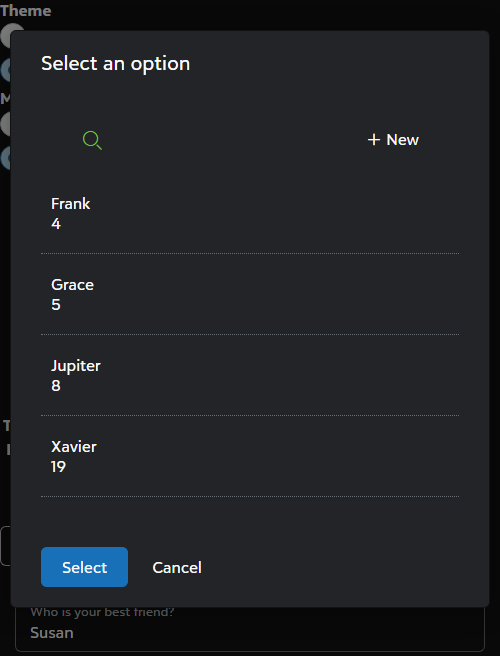 Theme
Select an option
+ New
Frank
4
Grace
5
Jupiter
8
Xavier
19
Select
Cancel
Who is your best friend?
Susan